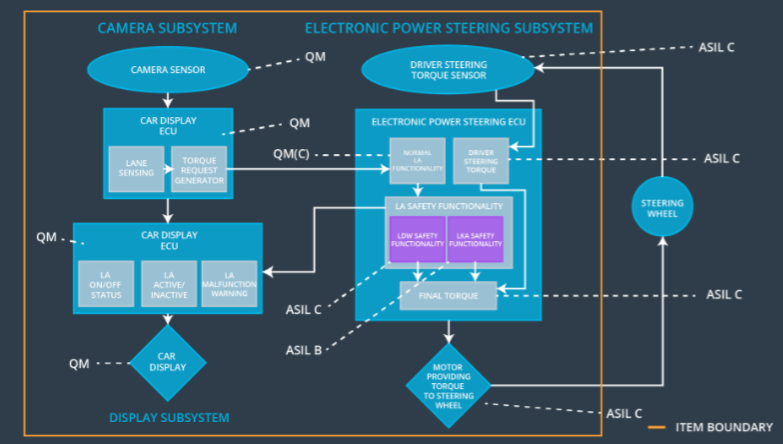 CAMERA SUBSYSTEM
ELECTRONIC POWER STEERING SUBSYSTEM
CAMERA SENSOR
QM
DRIVER STEERING
TORQUE SENSOR
ASIL C
CAR DISPLAY
ECU
QM
LANE
SENSING
TORQUE
REQUEST
GENERATOR
QM(C)
ELECTRONIC POWER STEERING ECU
NORMAL
LA
FUNCTIONALITY
DRIVER
STEERING
TORQUE
ASIL C
STEERING
WHEEL
LA SAFETY FUNCTIONALITY
LDW SAFETY
FUNCTIONALITY
LKA SAFETY
FUNCTIONALITY
QM
CAR DISPLAY
ECU
LA
ON/OFF
STATUS
LA
ACTIVE/
INACTIVE
LA
MALFUNCTION
WARNING
ASIL C
FINAL TORQUE
ASIL C
ASIL B
QM
CAR
DISPLAY
MOTOR
PROVIDING
TORQUE
TO STEERING
WHEEL
ASIL C
DISPLAY SUBSYSTEM
ITEM BOUNDARY